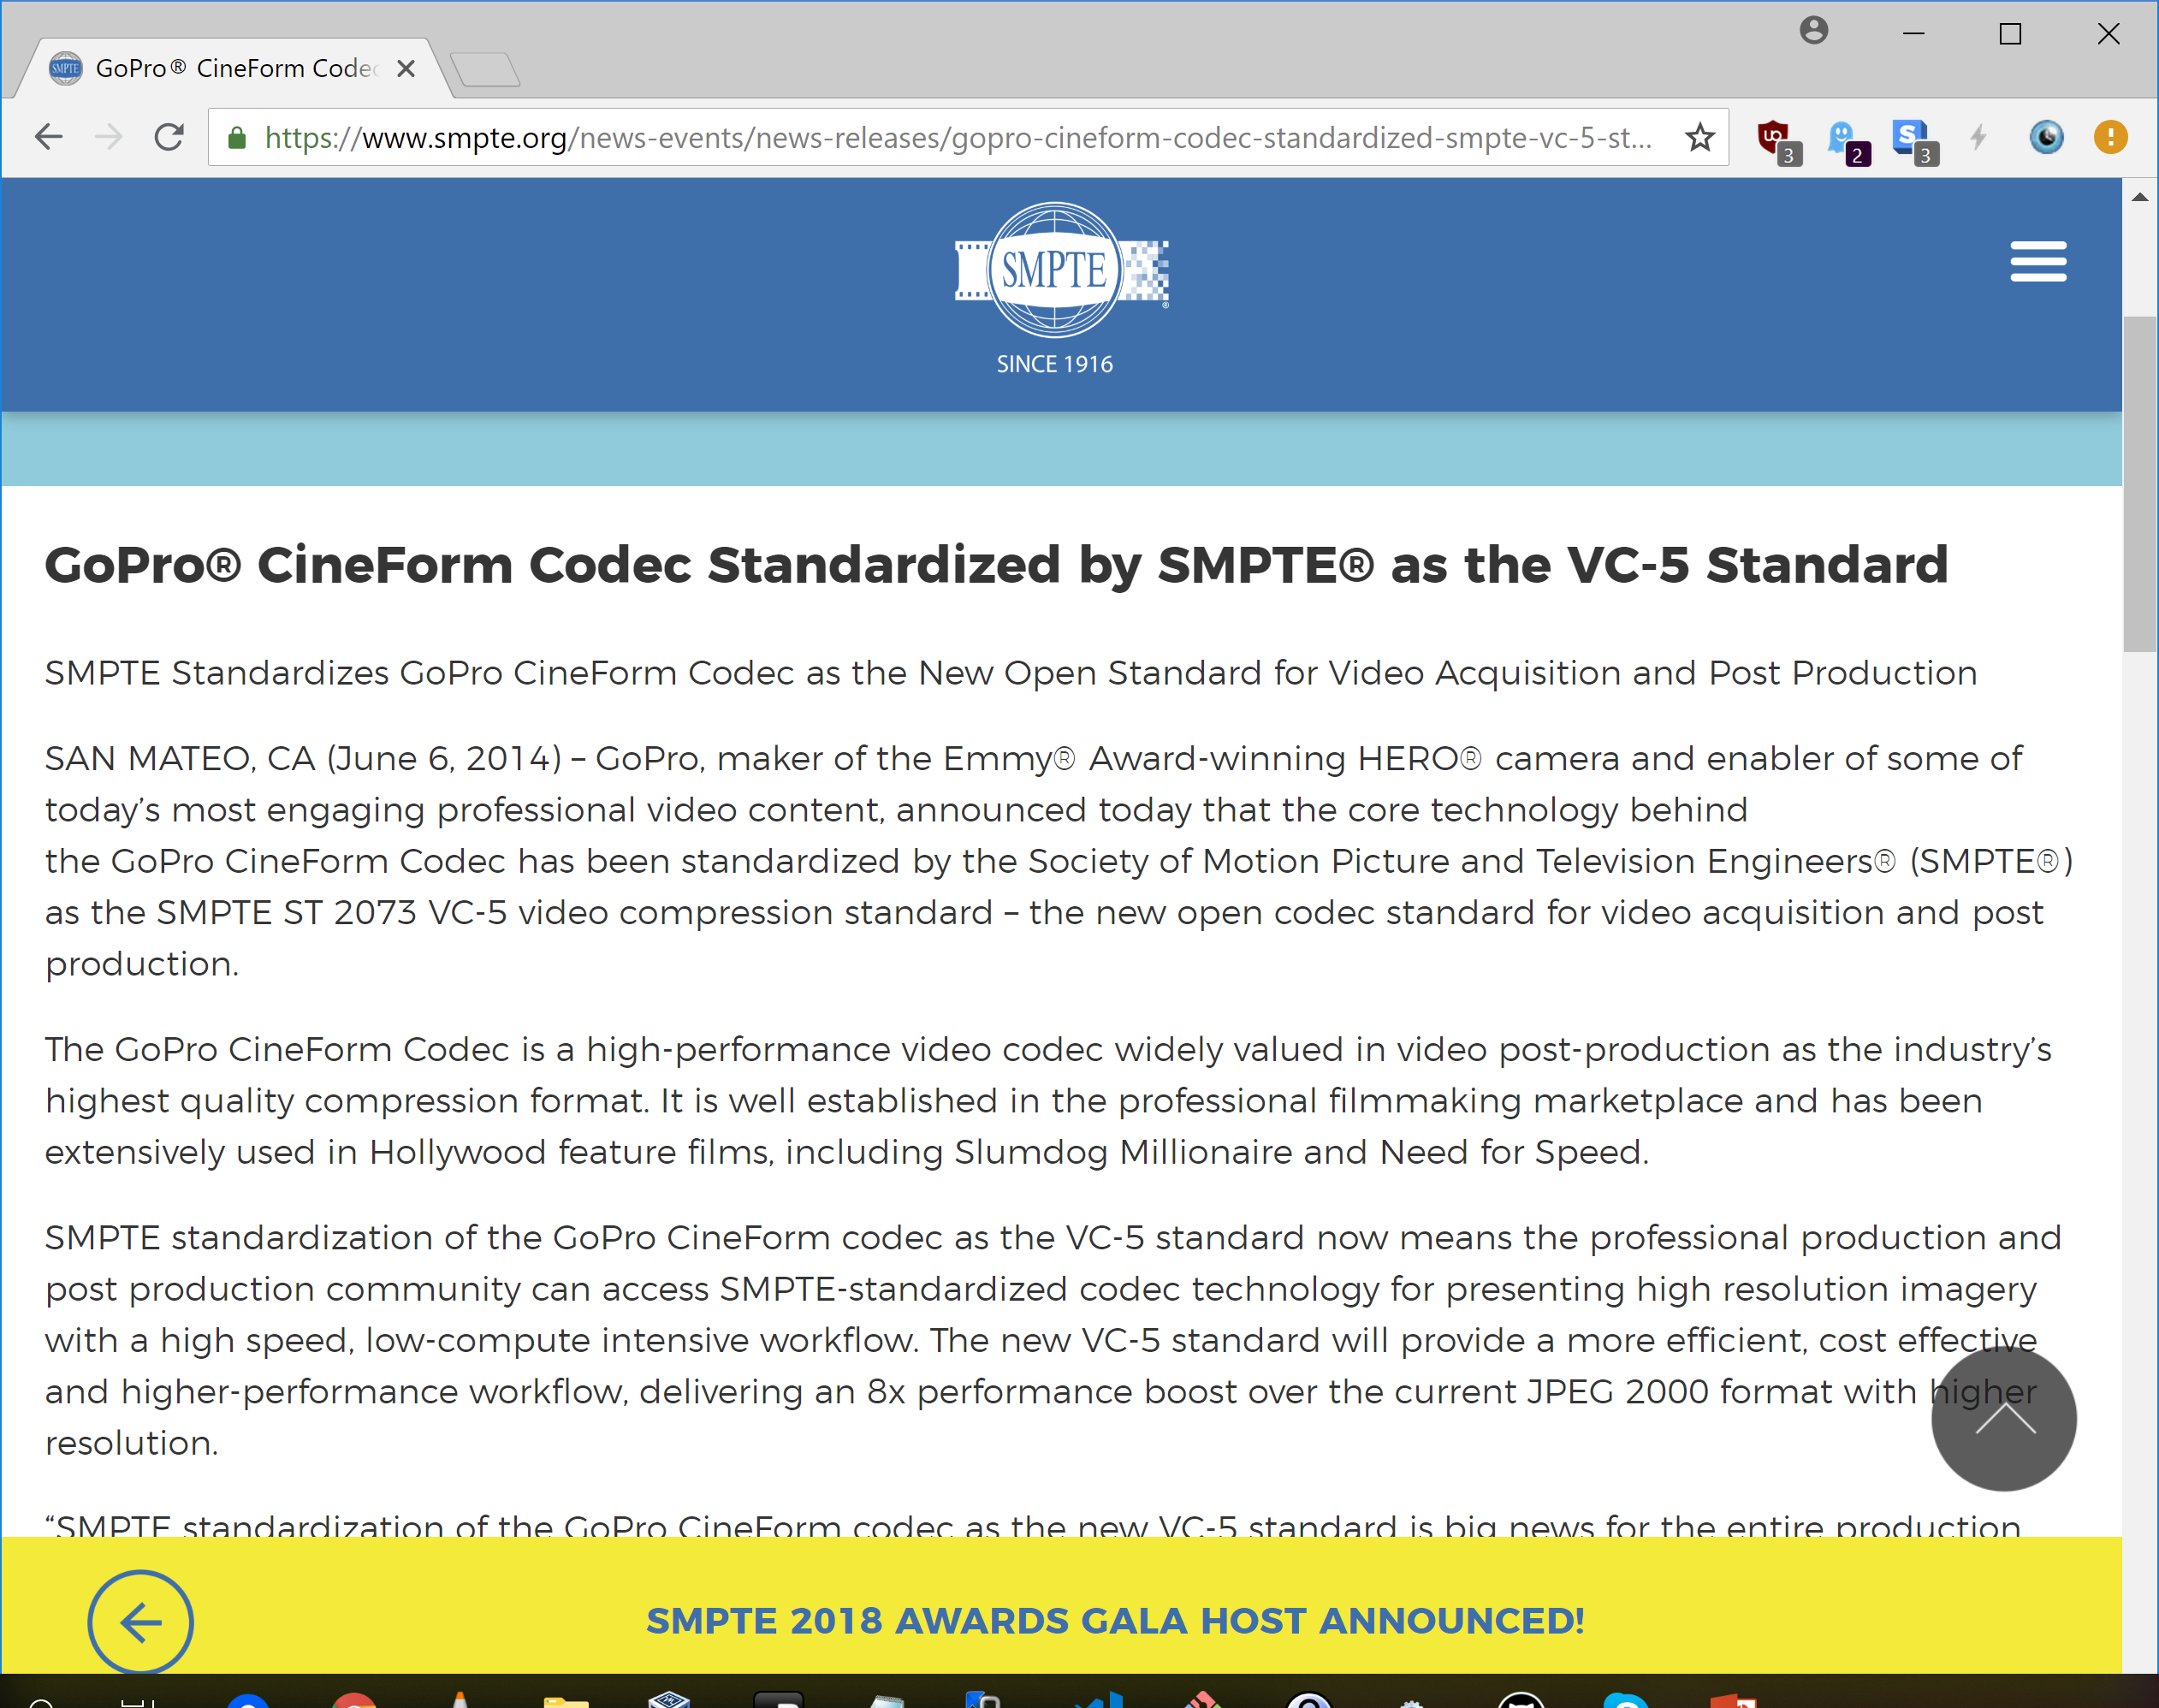 GoPro® CineForm Codec
https://www.smpte.org/news-events/news-releases/gopro-cineform-codec-standardized-smpte-vc-5-st...
3
2
S
3
SMPTE
SINCE 1916
GoPro® CineForm Codec Standardized by SMPTE® as the VC-5 Standard
SMPTE Standardizes GoPro CineForm Codec as the New Open Standard for Video Acquisition and Post Production
SAN MATEO, CA (June 6, 2014) – GoPro, maker of the Emmy® Award-winning HERO® camera and enabler of some of
today’s most engaging professional video content, announced today that the core technology behind
the GoPro CineForm Codec has been standardized by the Society of Motion Picture and Television Engineers® (SMPTE®)
as the SMPTE ST 2073 VC-5 video compression standard – the new open codec standard for video acquisition and post
production.
The GoPro CineForm Codec is a high-performance video codec widely valued in video post-production as the industry’s
highest quality compression format. It is well established in the professional filmmaking marketplace and has been
extensively used in Hollywood feature films, including Slumdog Millionaire and Need for Speed.
SMPTE standardization of the GoPro CineForm codec as the VC-5 standard now means the professional production and
post production community can access SMPTE-standardized codec technology for presenting high resolution imagery
with a high speed, low-compute intensive workflow. The new VC-5 standard will provide a more efficient, cost effective
and higher-performance workflow, delivering an 8x performance boost over the current JPEG 2000 format with higher
resolution.
“SMPTE standardization of the GoPro CineForm codec as the new VC-5 standard is big news for the entire production
SMPTE 2018 AWARDS GALA HOST ANNOUNCED!